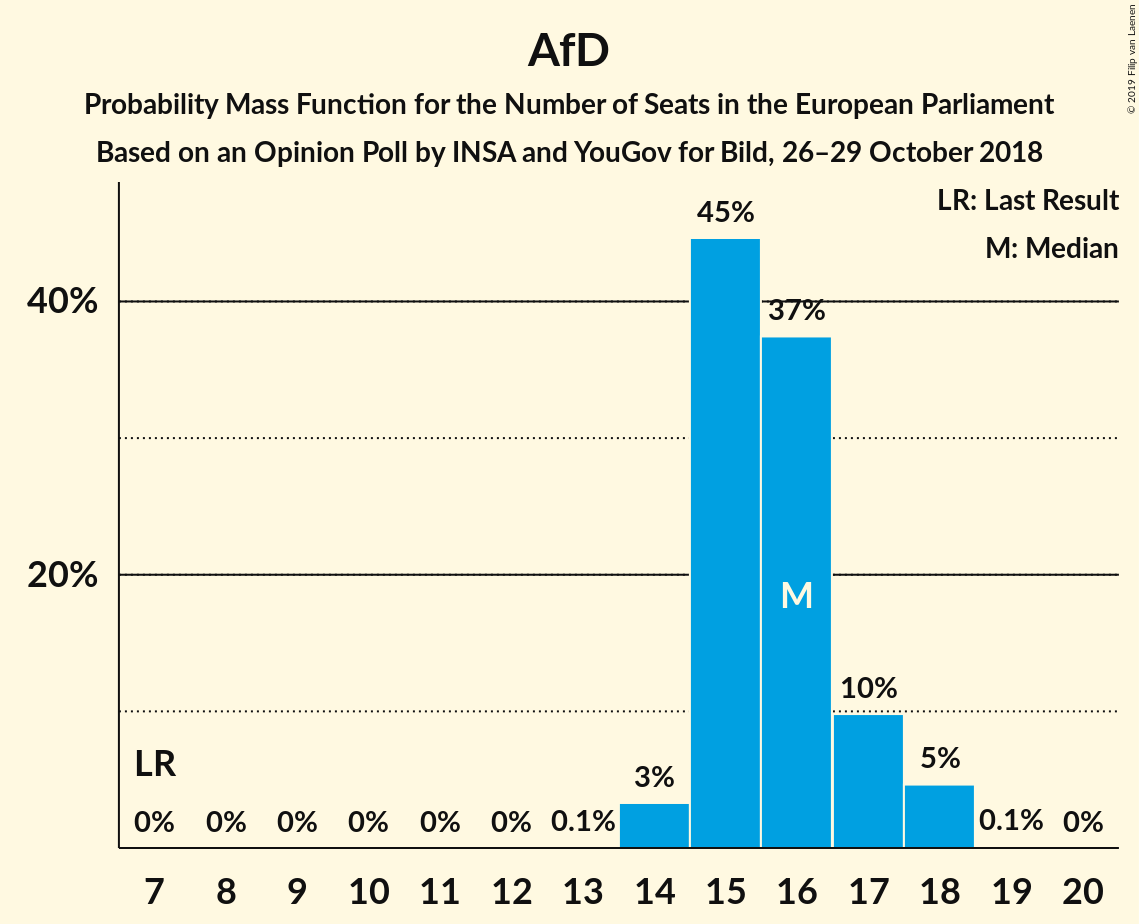 AfD
Probability Mass Function for the Number of Seats in the European Parliament
Based on an Opinion Poll by INSA and YouGov for Bild, 26–29 October 2018
© 2019 Filip van Laenen
LR: Last Result
M: Median
45%
40%
37%
20%
M
10%
LR
3%
5%
0% 0% 0% 0% 0% 0% 0.1% 0.1% 0%
7 8 9 10 11 12 13 14 15 16 17 18 19 20